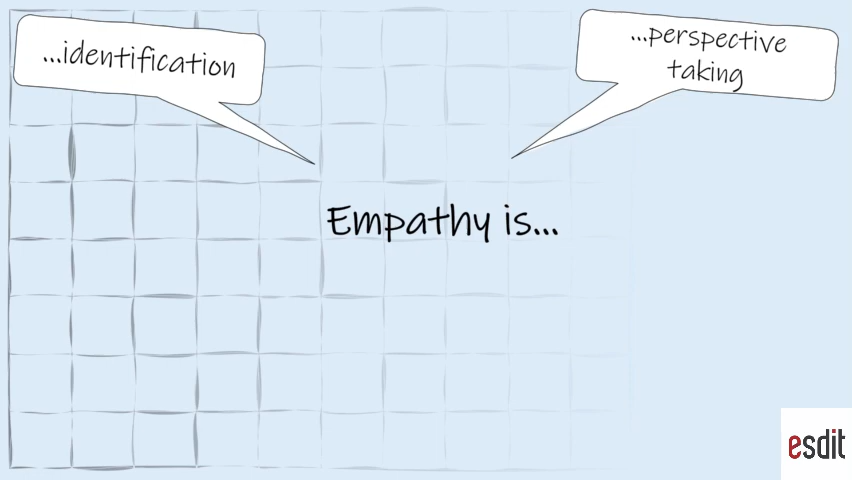 ...identification
...perspective
taking
Empathy is...
esdit